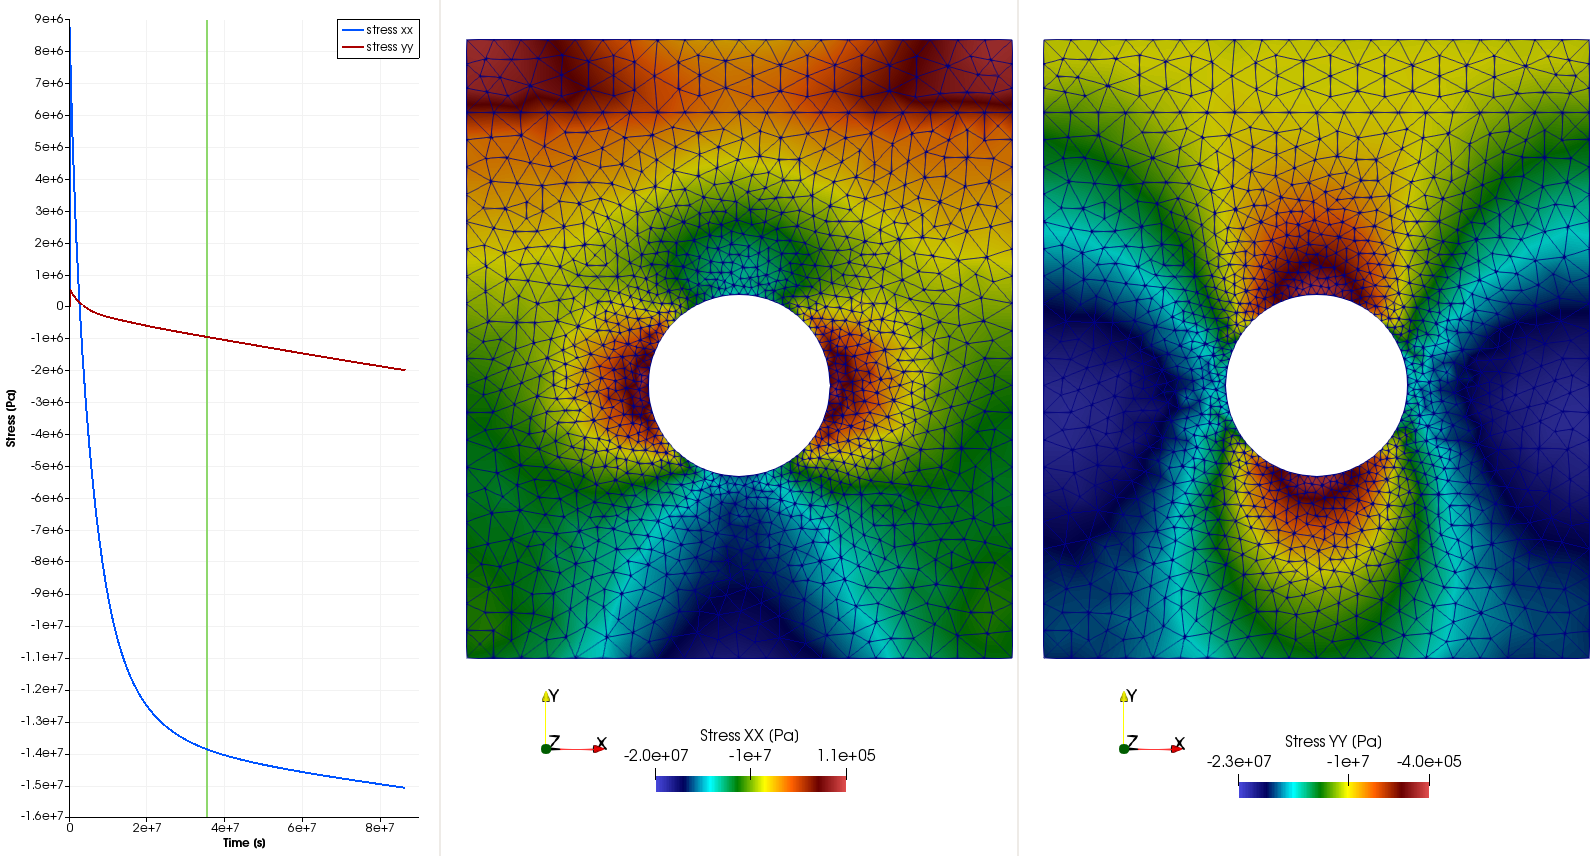 9e+6
8e+6
7e+6
6e+6
5e+6
4e+6
3e+6
2e+6
1e+6
0
-1e+6
-2e+6
-3e+6
-4e+6
-5e+6
-6e+6
-7e+6
-8e+6
-9e+6
-1e+7
-1.1e+7
-1.2e+7
-1.3e+7
-1.4e+7
-1.5e+7
-1.6e+7
Stress (Pa)
0 2e+7 4e+7 6e+7 8e+7
Time (s)
stress xx
stress yy
Y
Z X
Stress XX (Pa)
-2.0e+07 -1e+7 1.1e+05
Y
Z X
Stress YY (Pa)
-2.3e+07 -1e+7 -4.0e+05